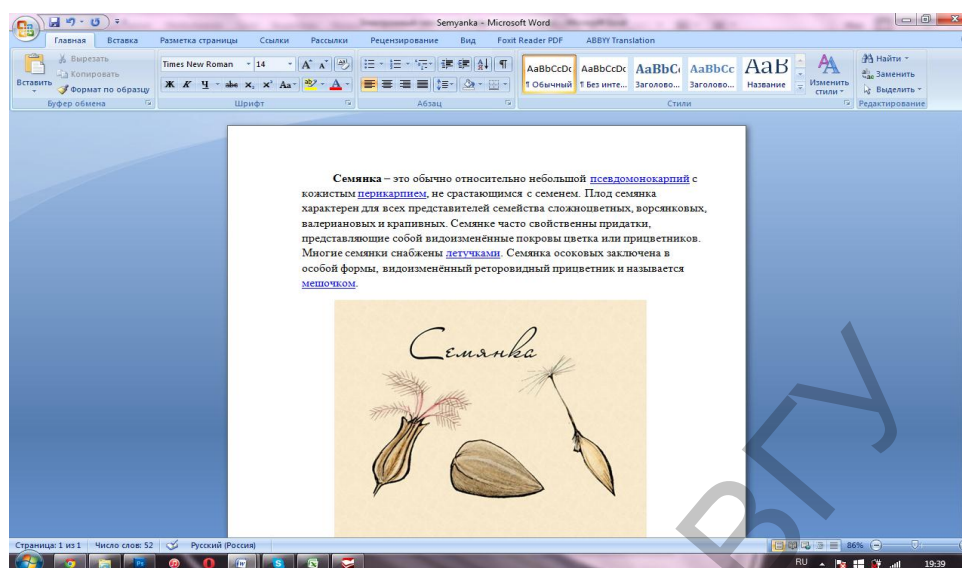 Semyanka - Microsoft Word
Главная Вставка Разметка страницы Ссылки Рассылки Рецензирование Вид Foxit Reader PDF ABBYY Translation
Вставить
Вырезать
Копировать
Формат по образцу
Буфер обмена
Times New Roman 14
Ж К Ч abc x₂ x² Aa
Шрифт
Абзац
AaBbCcDc AaBbCcDc AaBbC AaBbCc AaB
¶ Обычный ¶ Без инте... Заголово... Заголово... Название
Изменить стили
Стили
Найти
Заменить
Выделить
Редактирование
Семянка – это обычно относительно небольшой псевдомонокарпий с
кожистым перикарпием, не срастающимся с семенем. Плод семянка
характерен для всех представителей семейства сложноцветных, ворсянковых,
валериановых и крапивных. Семянке часто свойственны придатки,
представляющие собой видоизменённые покровы цветка или прицветников.
Многие семянки снабжены летучками. Семянка осоковых заключена в
особой формы, видоизменённый реторовидный прицветник и называется
мешочком.
Семянка
Страница: 1 из 1 Число слов: 52 Русский (Россия) 86%
RU 19:39
ВГУ